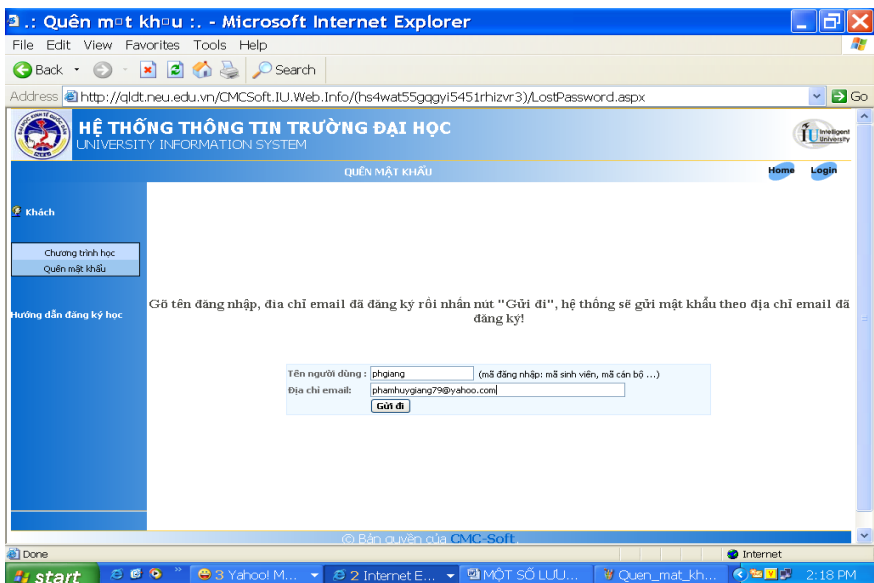 .: Quên m▫t kh▫u :. - Microsoft Internet Explorer
File Edit View Favorites Tools Help
Back Search
Address http://qldt.neu.edu.vn/CMCSoft.IU.Web.Info/(hs4wat55gqgyi5451rhizvr3)/LostPassword.aspx Go
HỆ THỐNG THÔNG TIN TRƯỜNG ĐẠI HỌC
UNIVERSITY INFORMATION SYSTEM
Intelligent
University
QUÊN MẬT KHẨU
Home Login
Khách
Chương trình học
Quên mật khẩu
Hướng dẫn đăng ký học
Gõ tên đăng nhập, địa chỉ email đã đăng ký rồi nhấn nút "Gửi đi", hệ thống sẽ gửi mật khẩu theo địa chỉ email đã
đăng ký!
Tên người dùng : phgiang (mã đăng nhập: mã sinh viên, mã cán bộ ...)
Địa chỉ email: phamhuygiang79@yahoo.com
Gửi đi
© Bản quyền của CMC-Soft.
Done Internet
start 3 Yahoo! M... 2 Internet E... MỘT SỐ LƯU... Quen_mat_kh... 2:18 PM